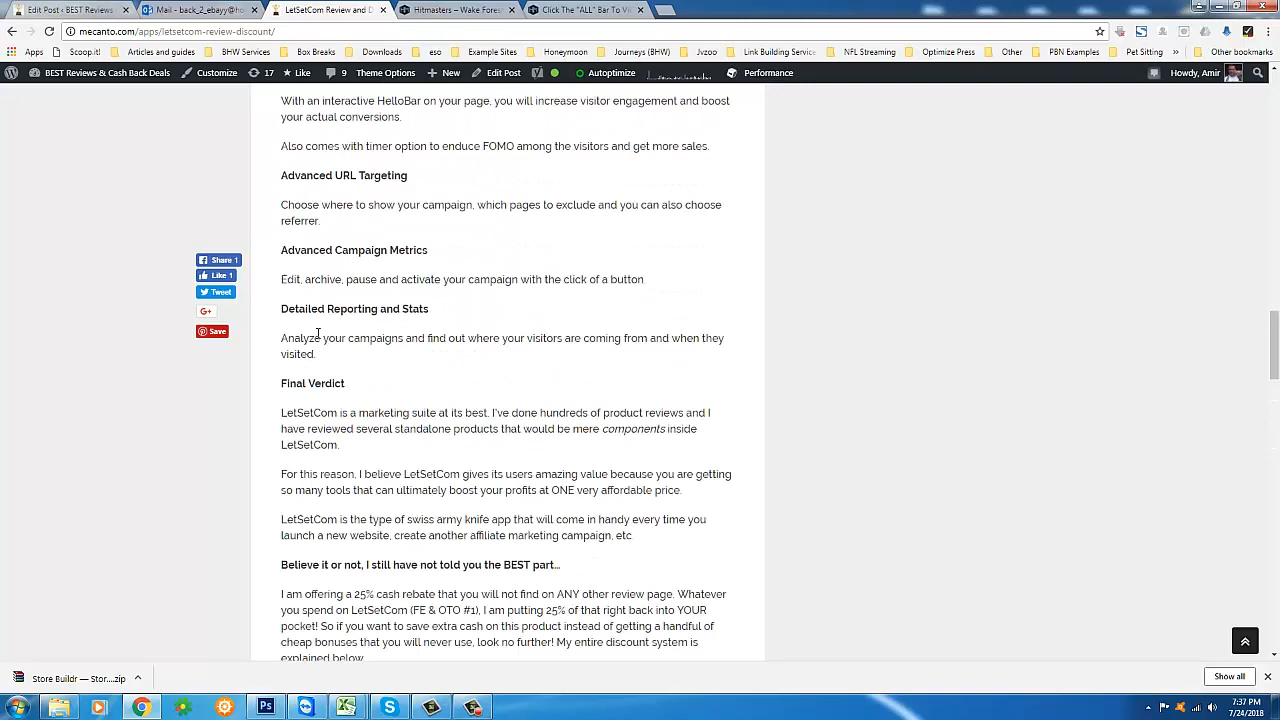 Edit Post ‹ BEST Reviews
Mail - back_2_ebayy@ho
LetSetCom Review and D
Hitmasters – Wake Fores
Click The "ALL" Bar To Vi
mecanto.com/apps/letsetcom-review-discount/
Apps Scoop.it! Articles and guides BHW Services Box Breaks Downloads eso Example Sites Honeymoon Journeys (BHW) Jvzoo Link Building Service NFL Streaming Optimize Press Other PBN Examples Pet Sitting » Other bookmarks
BEST Reviews & Cash Back Deals Customize 17 Like 9 Theme Options New Edit Post Autoptimize Performance Howdy, Amir
With an interactive HelloBar on your page, you will increase visitor engagement and boost
your actual conversions.
Also comes with timer option to enduce FOMO among the visitors and get more sales.
Advanced URL Targeting
Choose where to show your campaign, which pages to exclude and you can also choose
referrer.
Advanced Campaign Metrics
Edit, archive, pause and activate your campaign with the click of a button.
Detailed Reporting and Stats
Analyze your campaigns and find out where your visitors are coming from and when they
visited.
Final Verdict
LetSetCom is a marketing suite at its best. I've done hundreds of product reviews and I
have reviewed several standalone products that would be mere components inside
LetSetCom.
For this reason, I believe LetSetCom gives its users amazing value because you are getting
so many tools that can ultimately boost your profits at ONE very affordable price.
LetSetCom is the type of swiss army knife app that will come in handy every time you
launch a new website, create another affiliate marketing campaign, etc.
Believe it or not, I still have not told you the BEST part…
I am offering a 25% cash rebate that you will not find on ANY other review page. Whatever
you spend on LetSetCom (FE & OTO #1), I am putting 25% of that right back into YOUR
pocket! So if you want to save extra cash on this product instead of getting a handful of
cheap bonuses that you will never use, look no further! My entire discount system is
explained below
Share 1
Like 1
Tweet
G+
Save
Store Buildr — Stor....zip
Show all
7:37 PM
7/24/2018